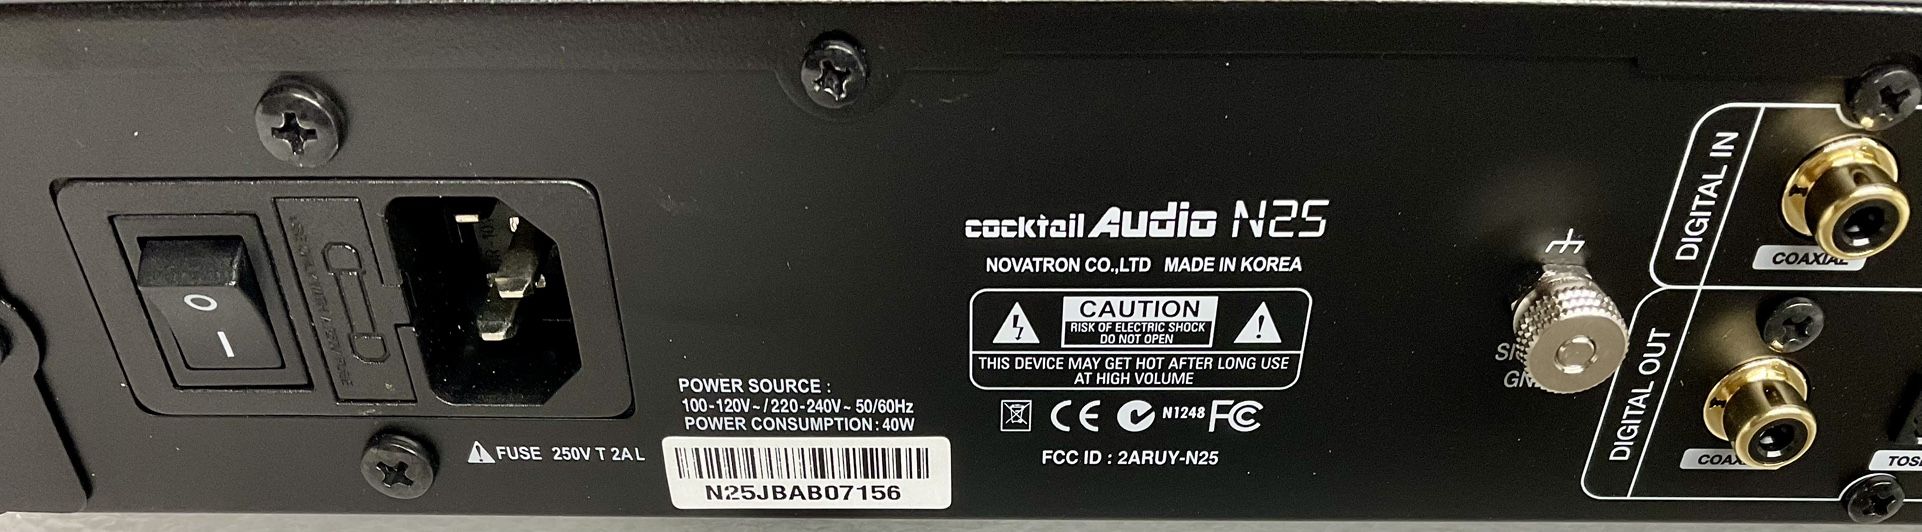 cocktail Audio N25
NOVATRON CO.,LTD MADE IN KOREA
CAUTION
RISK OF ELECTRIC SHOCK
DO NOT OPEN
THIS DEVICE MAY GET HOT AFTER LONG USE
AT HIGH VOLUME
POWER SOURCE :
100-120V~/220-240V~ 50/60Hz
POWER CONSUMPTION : 40W
FUSE 250V T 2A L
N25JBAB07156
CE N1248 FC
FCC ID : 2ARUY-N25
DIGITAL IN
COAXIAL
DIGITAL OUT